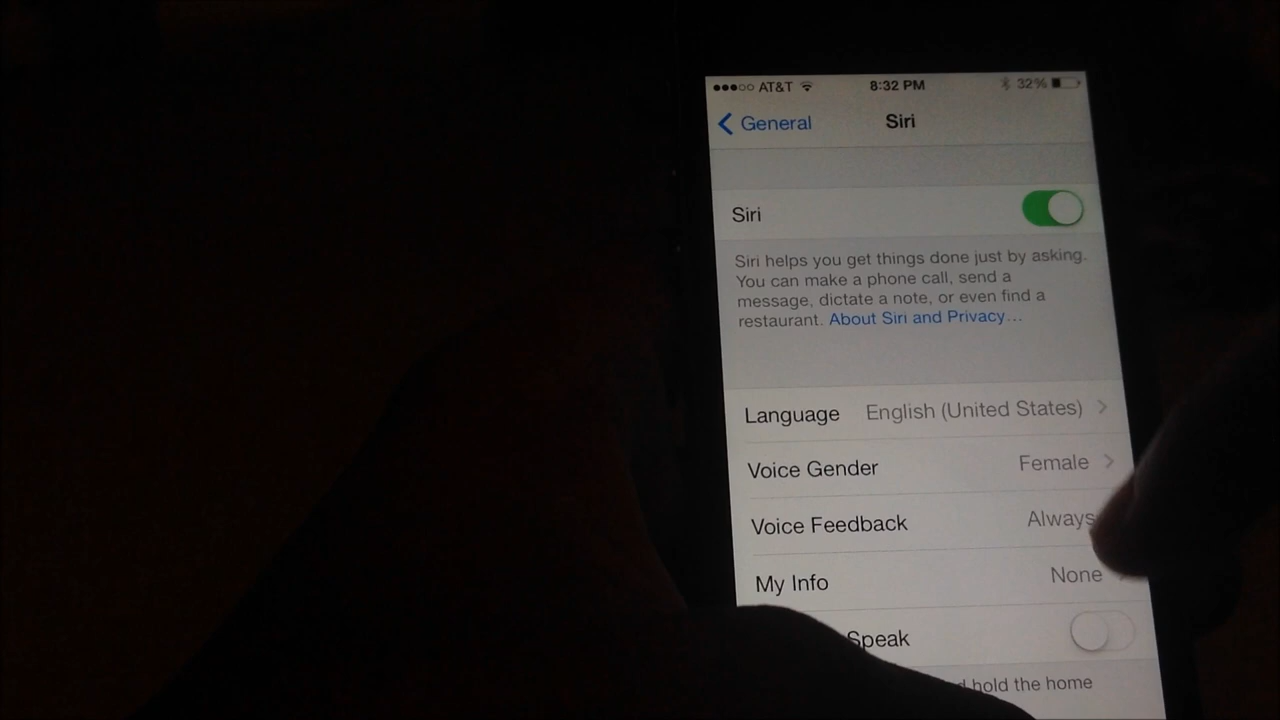 AT&T 8:32 PM 32%
General Siri
Siri
Siri helps you get things done just by asking.
You can make a phone call, send a
message, dictate a note, or even find a
restaurant. About Siri and Privacy...
Language English (United States)
Voice Gender Female
Voice Feedback Always
My Info None
Speak
hold the home